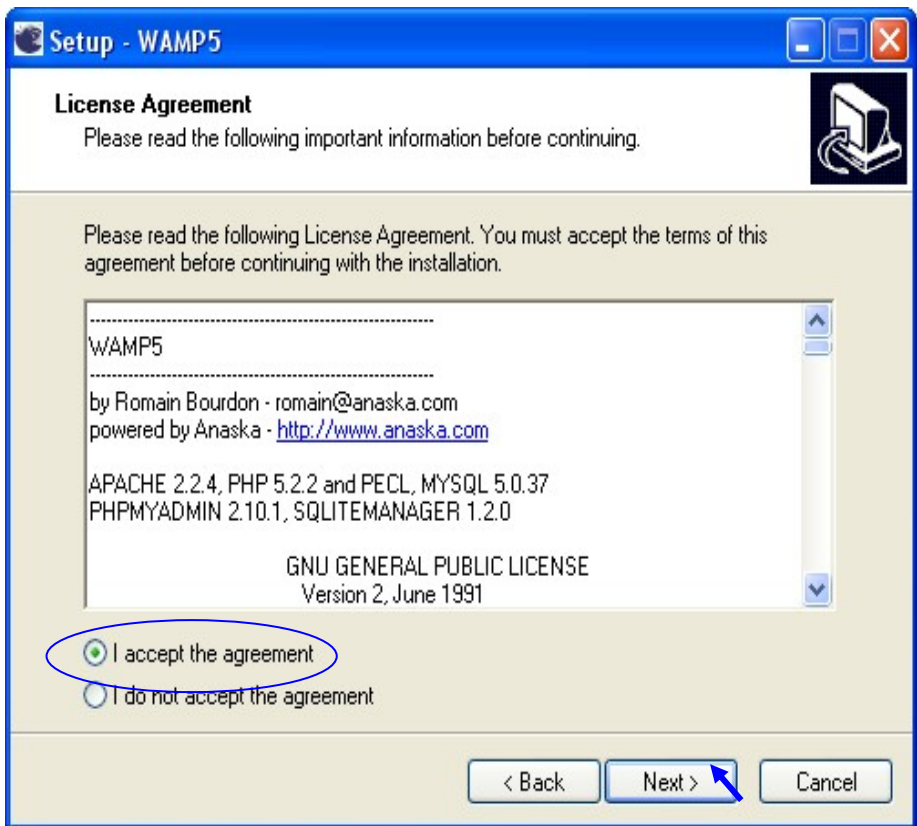 Setup - WAMP5
License Agreement
Please read the following important information before continuing.
Please read the following License Agreement. You must accept the terms of this
agreement before continuing with the installation.
----------------------------------------------------------------
WAMP5
----------------------------------------------------------------
by Romain Bourdon - romain@anaska.com
powered by Anaska - http://www.anaska.com
APACHE 2.2.4, PHP 5.2.2 and PECL, MYSQL 5.0.37
PHPMYADMIN 2.10.1, SQLITEMANAGER 1.2.0
GNU GENERAL PUBLIC LICENSE
Version 2, June 1991
I accept the agreement
I do not accept the agreement
< Back Next > Cancel